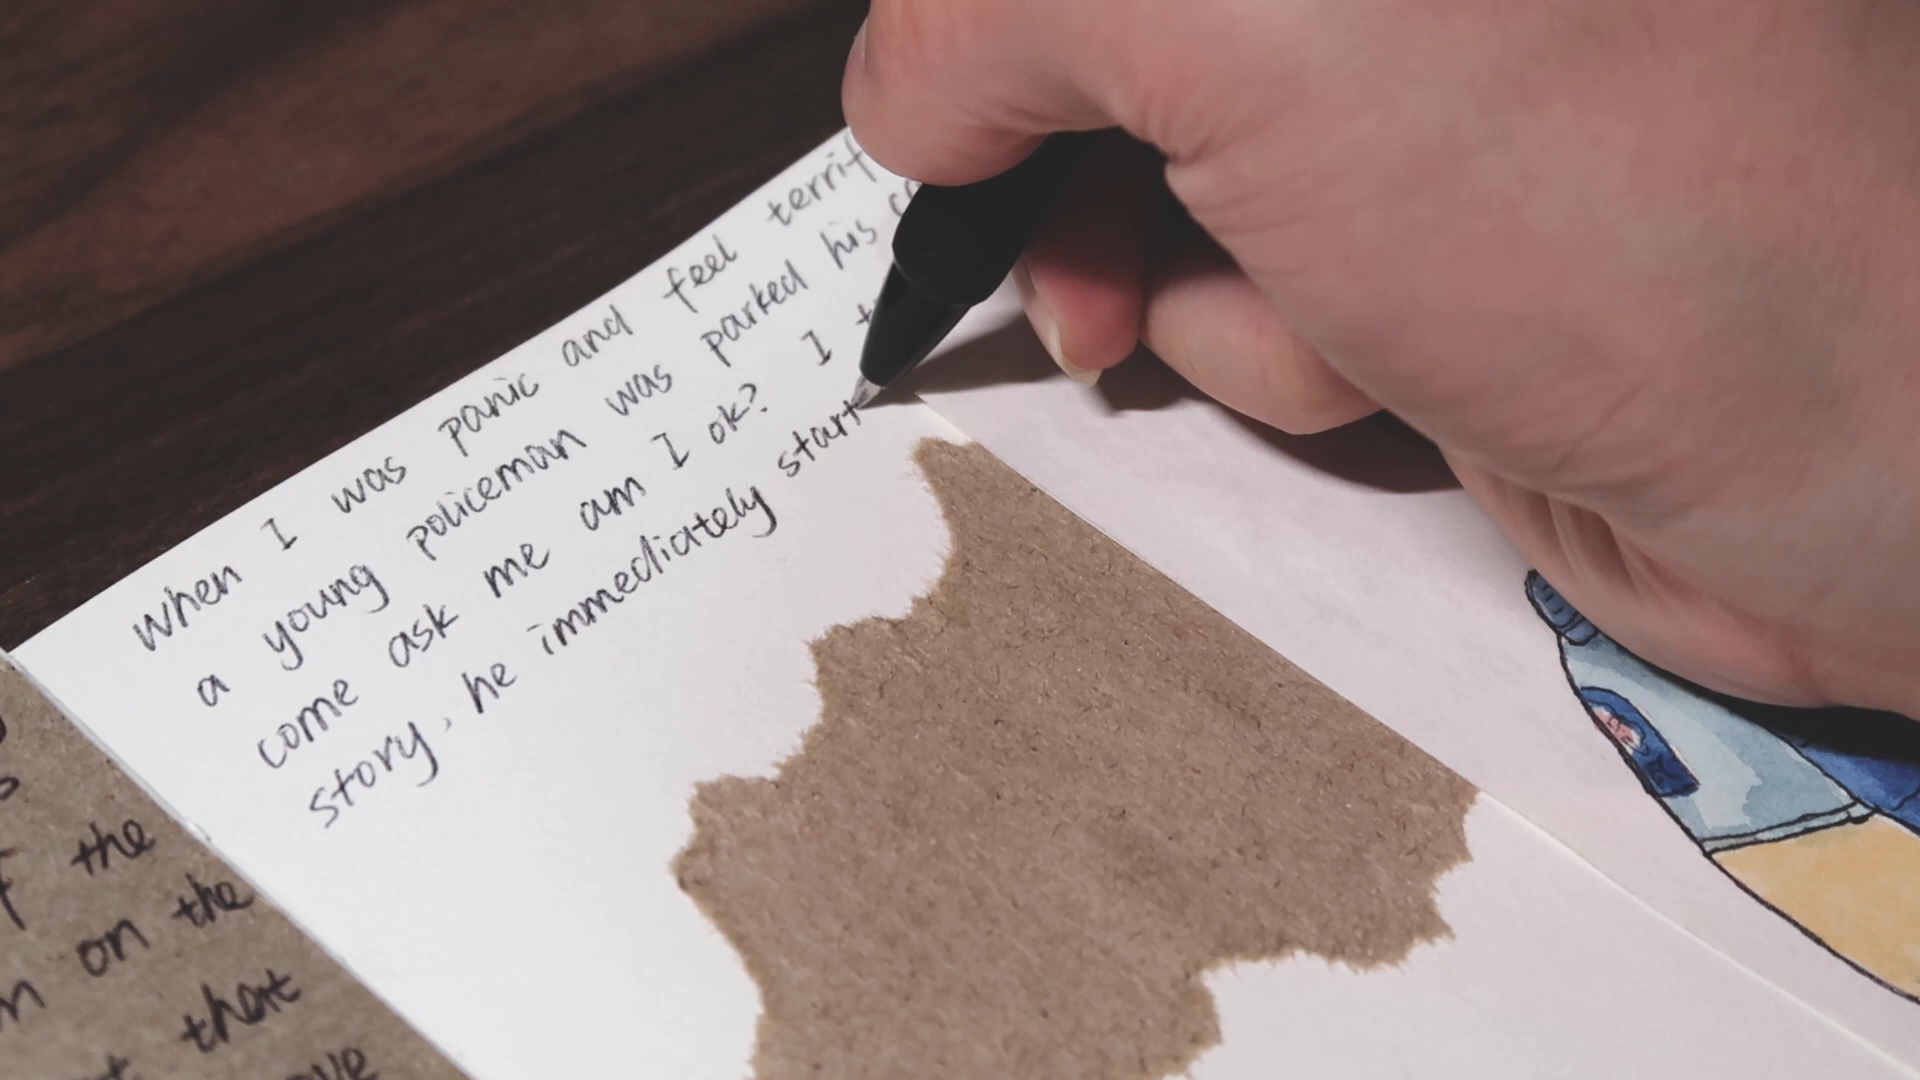 When I was panic and feel
a young policeman was parked his
come ask me am I ok? I
story, he immediately start
the
on the
that